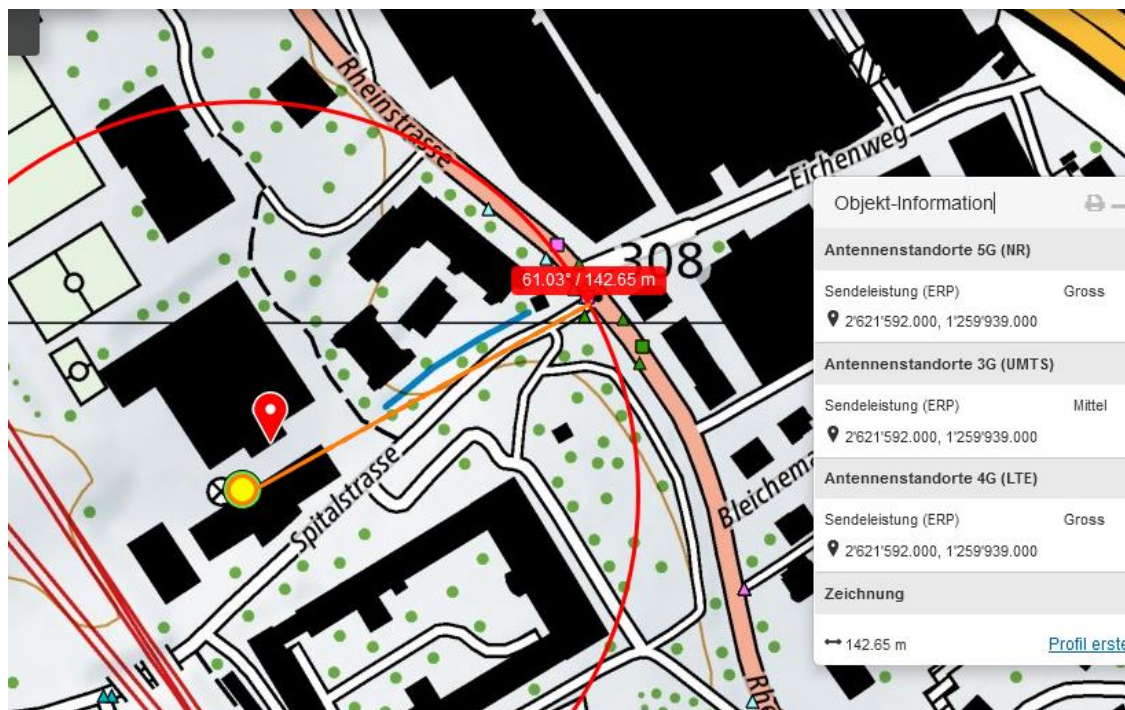 Rheinstrasse
Eichenweg
308
61.03° / 142.65 m
Spitalstrasse
Objekt-Information
Antennenstandorte 5G (NR)
Sendeleistung (ERP) Gross
2'621'592.000, 1'259'939.000
Antennenstandorte 3G (UMTS)
Sendeleistung (ERP) Mittel
2'621'592.000, 1'259'939.000
Antennenstandorte 4G (LTE)
Sendeleistung (ERP) Gross
2'621'592.000, 1'259'939.000
Zeichnung
142.65 m Profil erste
Bleichema
Rhe